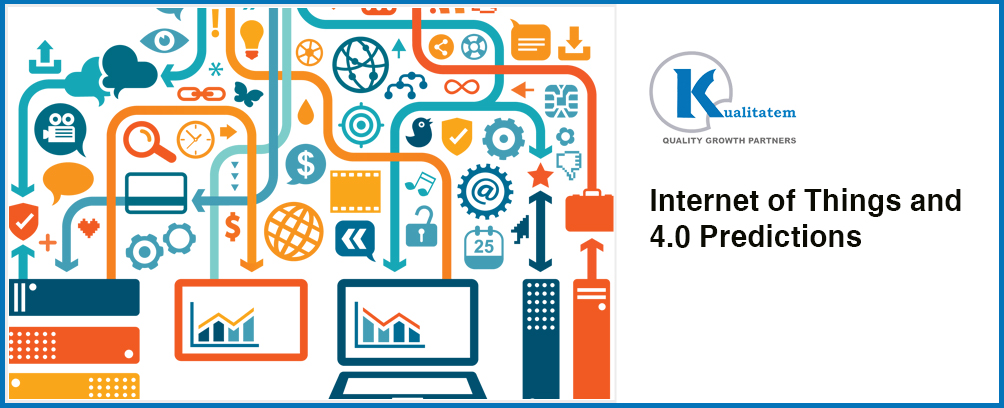 Kualitatem
QUALITY GROWTH PARTNERS
Internet of Things and
4.0 Predictions
!
*
$
$
@
25